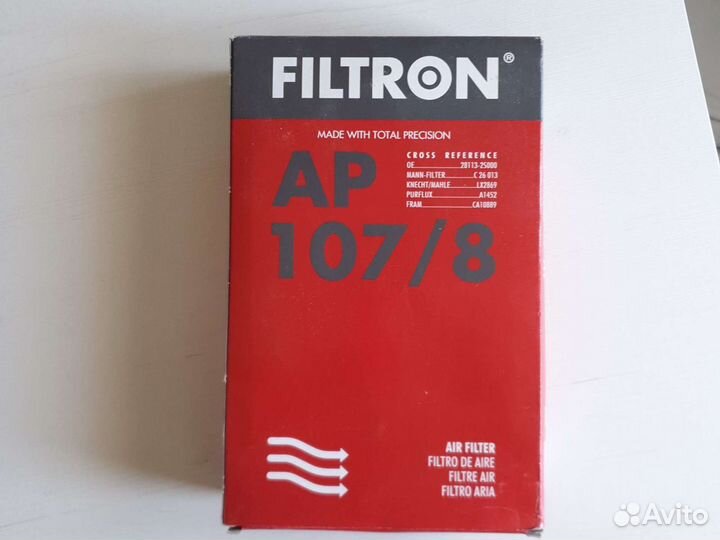 FILTRON®
MADE WITH TOTAL PRECISION
AP
107/8
CROSS REFERENCE
OE........28113-2S000
MANN-FILTER........C 26 013
KNECHT/MAHLE........LX2869
PURFLUX........A1452
FRAM........CA10889
AIR FILTER
FILTRO DE AIRE
FILTRE AIR
FILTRO ARIA
Avito